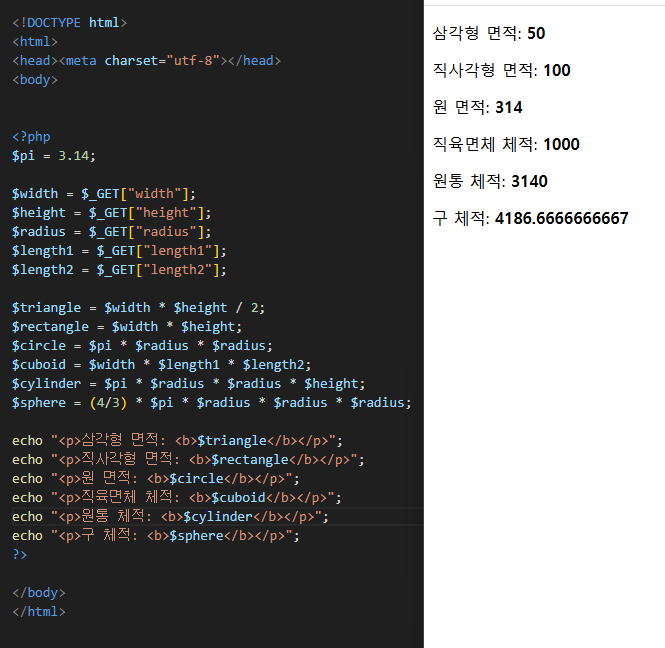 <!DOCTYPE html>
<html>
<head><meta charset="utf-8"></head>
<body>
<?php
$pi = 3.14;
$width = $_GET["width"];
$height = $_GET["height"];
$radius = $_GET["radius"];
$length1 = $_GET["length1"];
$length2 = $_GET["length2"];
$triangle = $width * $height / 2;
$rectangle = $width * $height;
$circle = $pi * $radius * $radius;
$cuboid = $width * $length1 * $length2;
$cylinder = $pi * $radius * $radius * $height;
$sphere = (4/3) * $pi * $radius * $radius * $radius;
echo "<p>삼각형 면적: <b>$triangle</b></p>";
echo "<p>직사각형 면적: <b>$rectangle</b></p>";
echo "<p>원 면적: <b>$circle</b></p>";
echo "<p>직육면체 체적: <b>$cuboid</b></p>";
echo "<p>원통 체적: <b>$cylinder</b></p>";
echo "<p>구 체적: <b>$sphere</b></p>";
?>
</body>
</html>
삼각형 면적: 50
직사각형 면적: 100
원 면적: 314
직육면체 체적: 1000
원통 체적: 3140
구 체적: 4186.6666666667